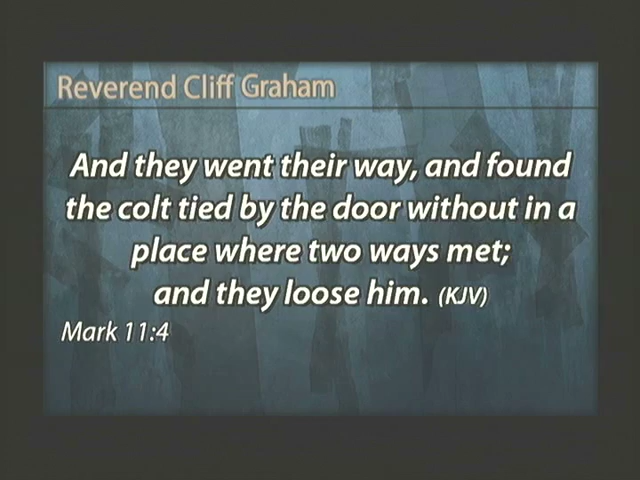 Reverend Cliff Graham
And they went their way, and found
the colt tied by the door without in a
place where two ways met;
and they loose him. (KJV)
Mark 11:4